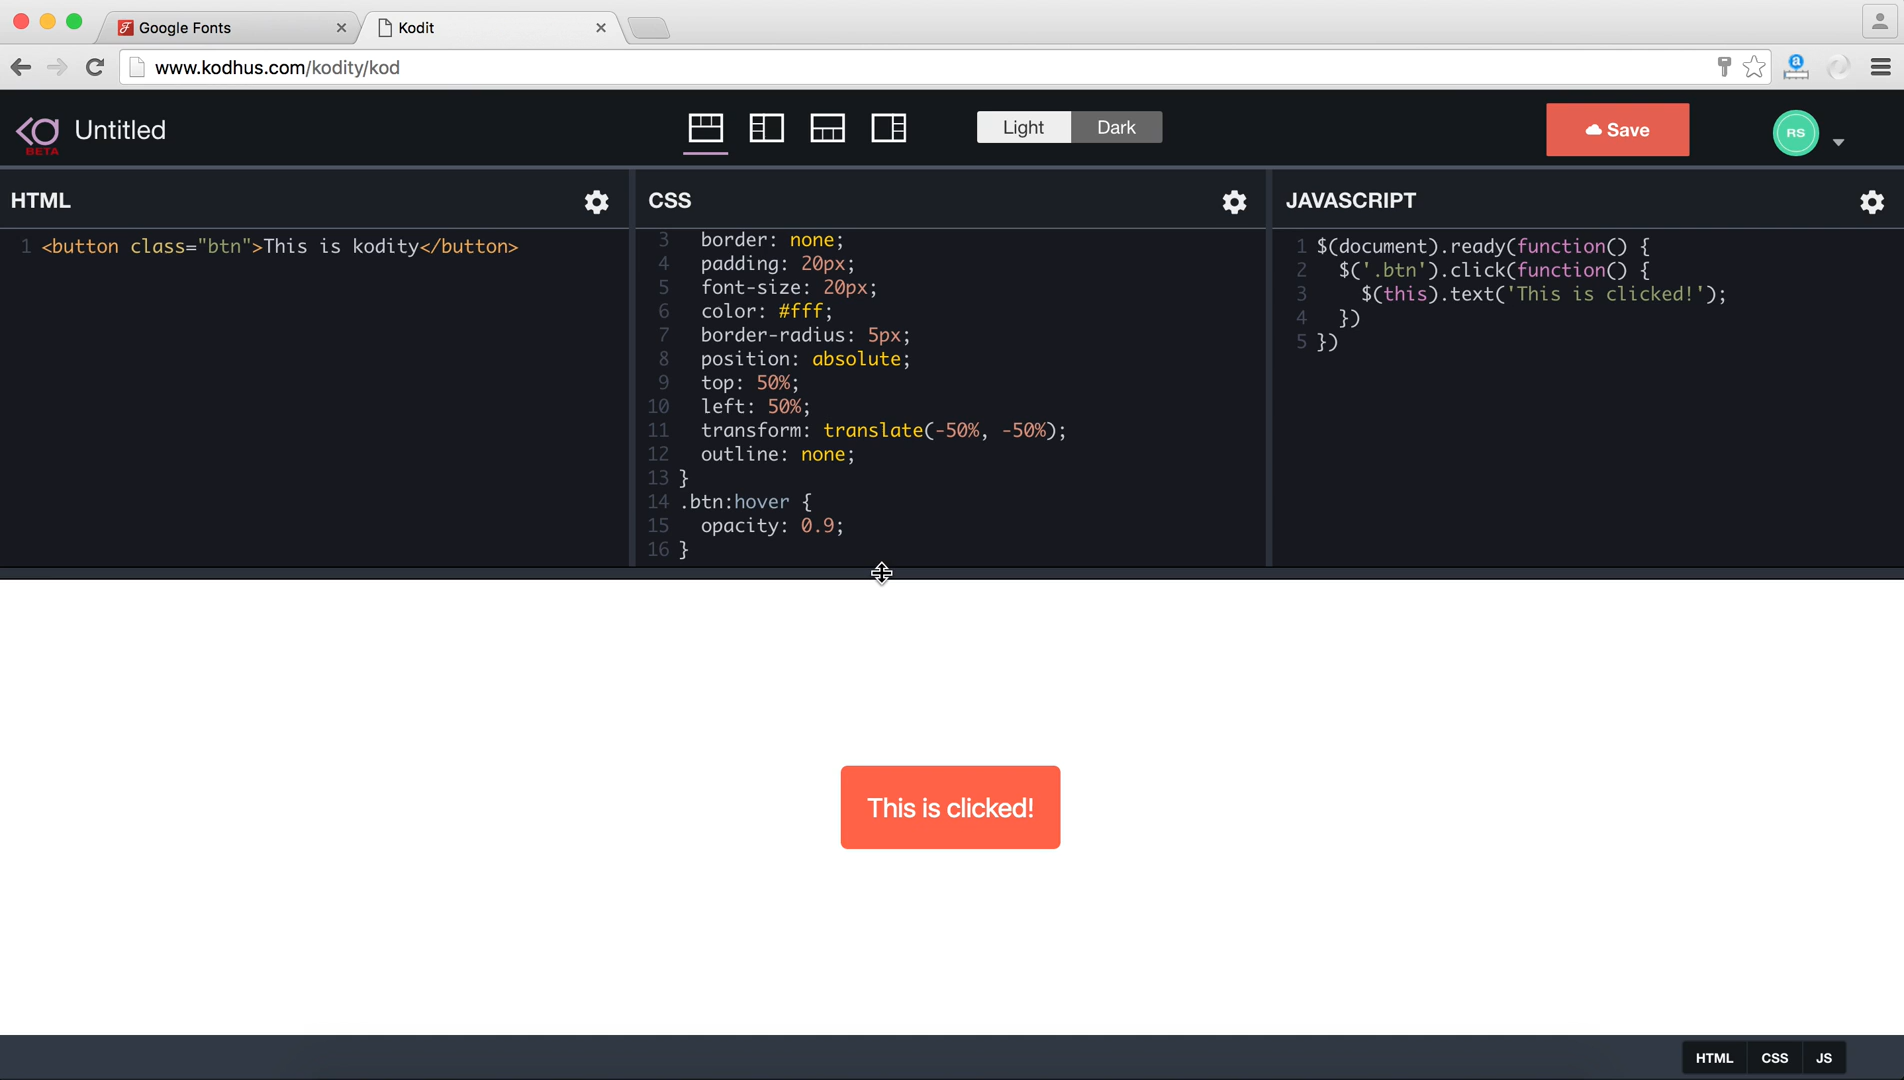 Google Fonts
Kodit
www.kodhus.com/kodity/kod
BETA
Untitled
Light
Dark
Save
RS
HTML
1 <button class="btn">This is kodity</button>
CSS
3 border: none;
4 padding: 20px;
5 font-size: 20px;
6 color: #fff;
7 border-radius: 5px;
8 position: absolute;
9 top: 50%;
10 left: 50%;
11 transform: translate(-50%, -50%);
12 outline: none;
13 }
14 .btn:hover {
15 opacity: 0.9;
16 }
JAVASCRIPT
1 $(document).ready(function() {
2 $('.btn').click(function() {
3 $(this).text('This is clicked!');
4 })
5 })
This is clicked!
HTML
CSS
JS